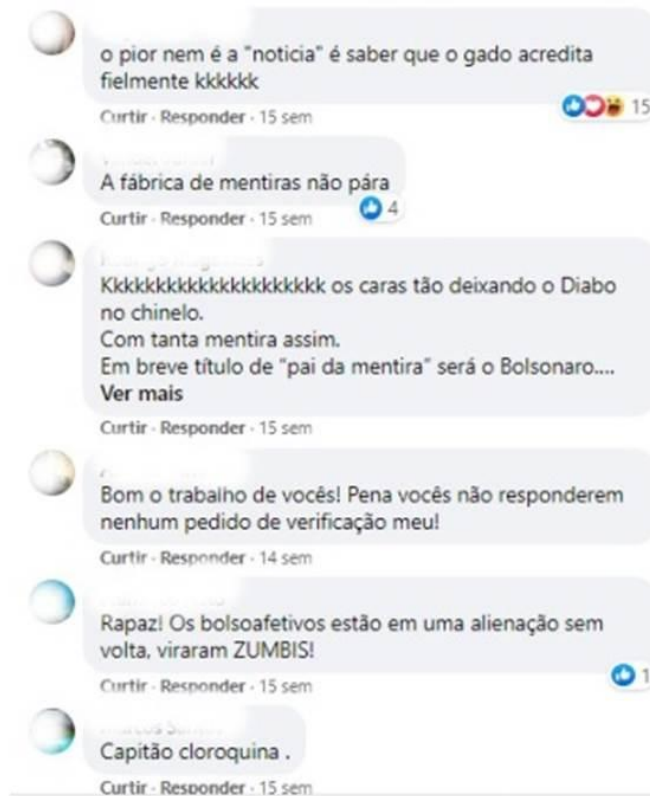 o pior nem é a "noticia" é saber que o gado acredita
fielmente kkkkkk
Curtir · Responder · 15 sem
15
A fábrica de mentiras não pára
Curtir · Responder · 15 sem
4
Kkkkkkkkkkkkkkkkkkkkkk os caras tão deixando o Diabo
no chinelo.
Com tanta mentira assim.
Em breve título de "pai da mentira" será o Bolsonaro....
Ver mais
Curtir · Responder · 15 sem
Bom o trabalho de vocês! Pena vocês não responderem
nenhum pedido de verificação meu!
Curtir · Responder · 14 sem
Rapaz! Os bolsoafetivos estão em uma alienação sem
volta, viraram ZUMBIS!
1
Curtir · Responder · 15 sem
Capitão cloroquina .
Curtir · Responder · 15 sem